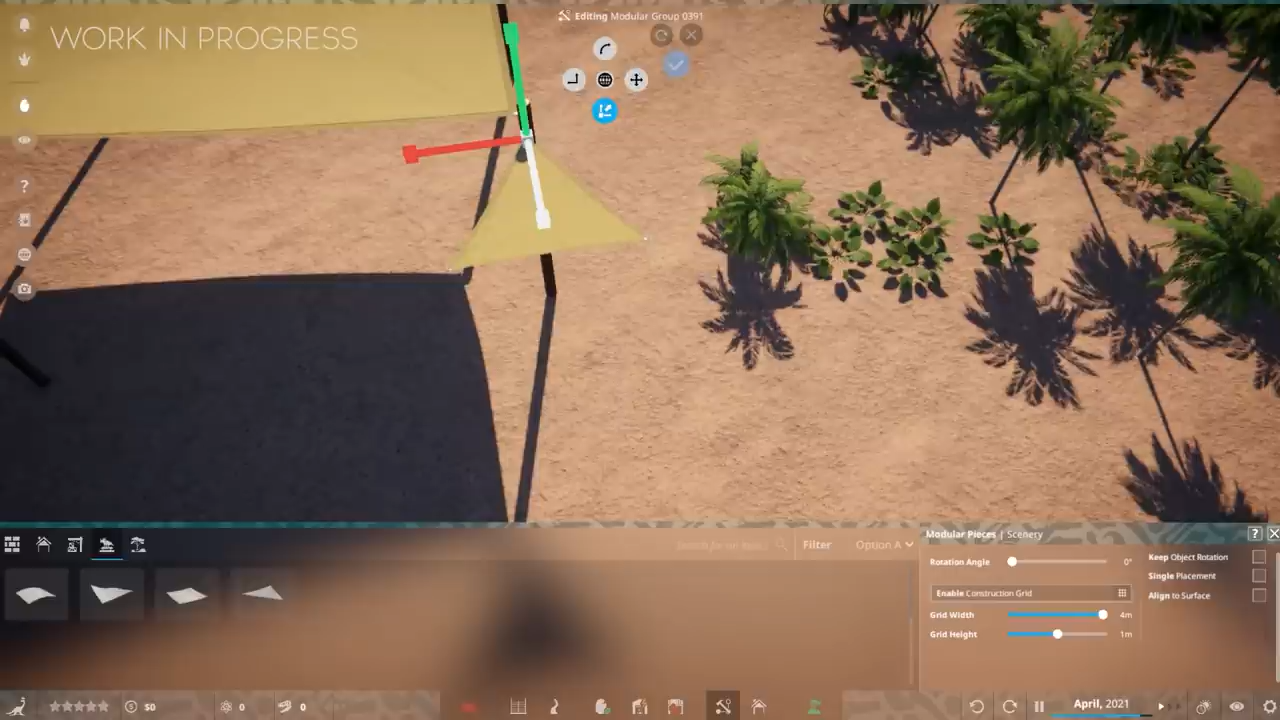 Editing Modular Group 0391
WORK IN PROGRESS
?
Filter
Option A
Modular Pieces | Scenery
?
Rotation Angle
0°
Keep Object Rotation
Single Placement
Enable Construction Grid
Align to Surface
Grid Width
4m
Grid Height
1m
$0
0
0
April, 2021